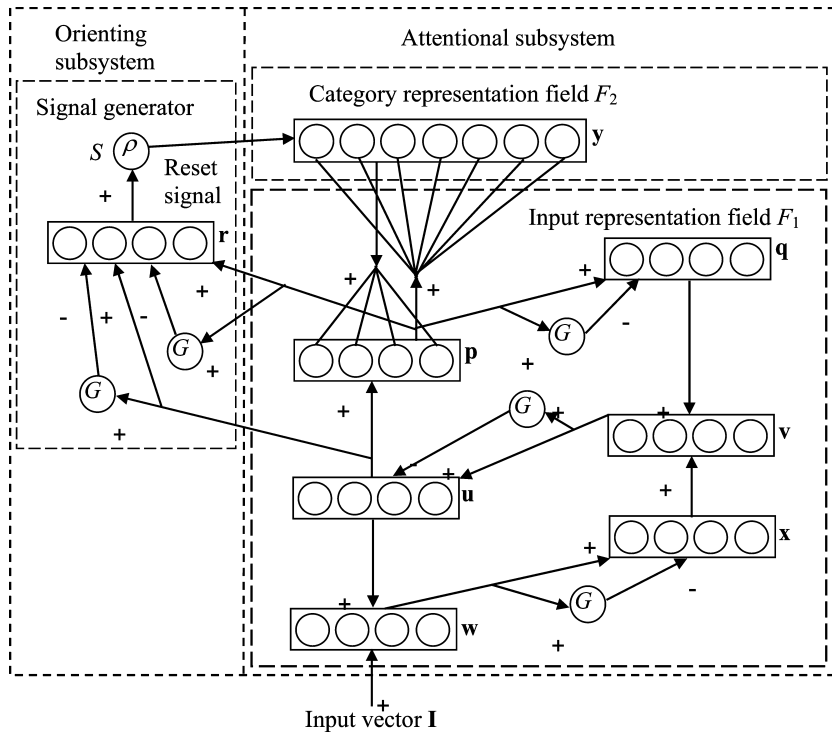 Orienting
subsystem
Attentional subsystem
Signal generator
Category representation field F2
S
ρ
y
Reset
signal
+
Input representation field F1
r
q
+
+
+
+
-
+
-
G
G
-
p
+
+
G
+
G
+
+
v
+
-
+
u
+
x
+
+
G
-
w
+
+
Input vector I